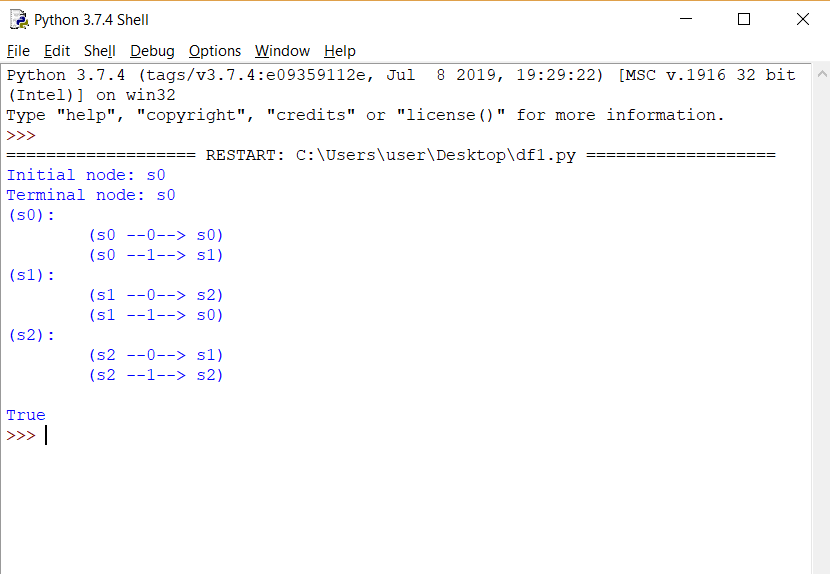 Python 3.7.4 Shell
File Edit Shell Debug Options Window Help
Python 3.7.4 (tags/v3.7.4:e09359112e, Jul  8 2019, 19:29:22) [MSC v.1916 32 bit
(Intel)] on win32
Type "help", "copyright", "credits" or "license()" for more information.
>>>
=================== RESTART: C:\Users\user\Desktop\df1.py ===================
Initial node: s0
Terminal node: s0
(s0):
        (s0 --0--> s0)
        (s0 --1--> s1)
(s1):
        (s1 --0--> s2)
        (s1 --1--> s0)
(s2):
        (s2 --0--> s1)
        (s2 --1--> s2)

True
>>>